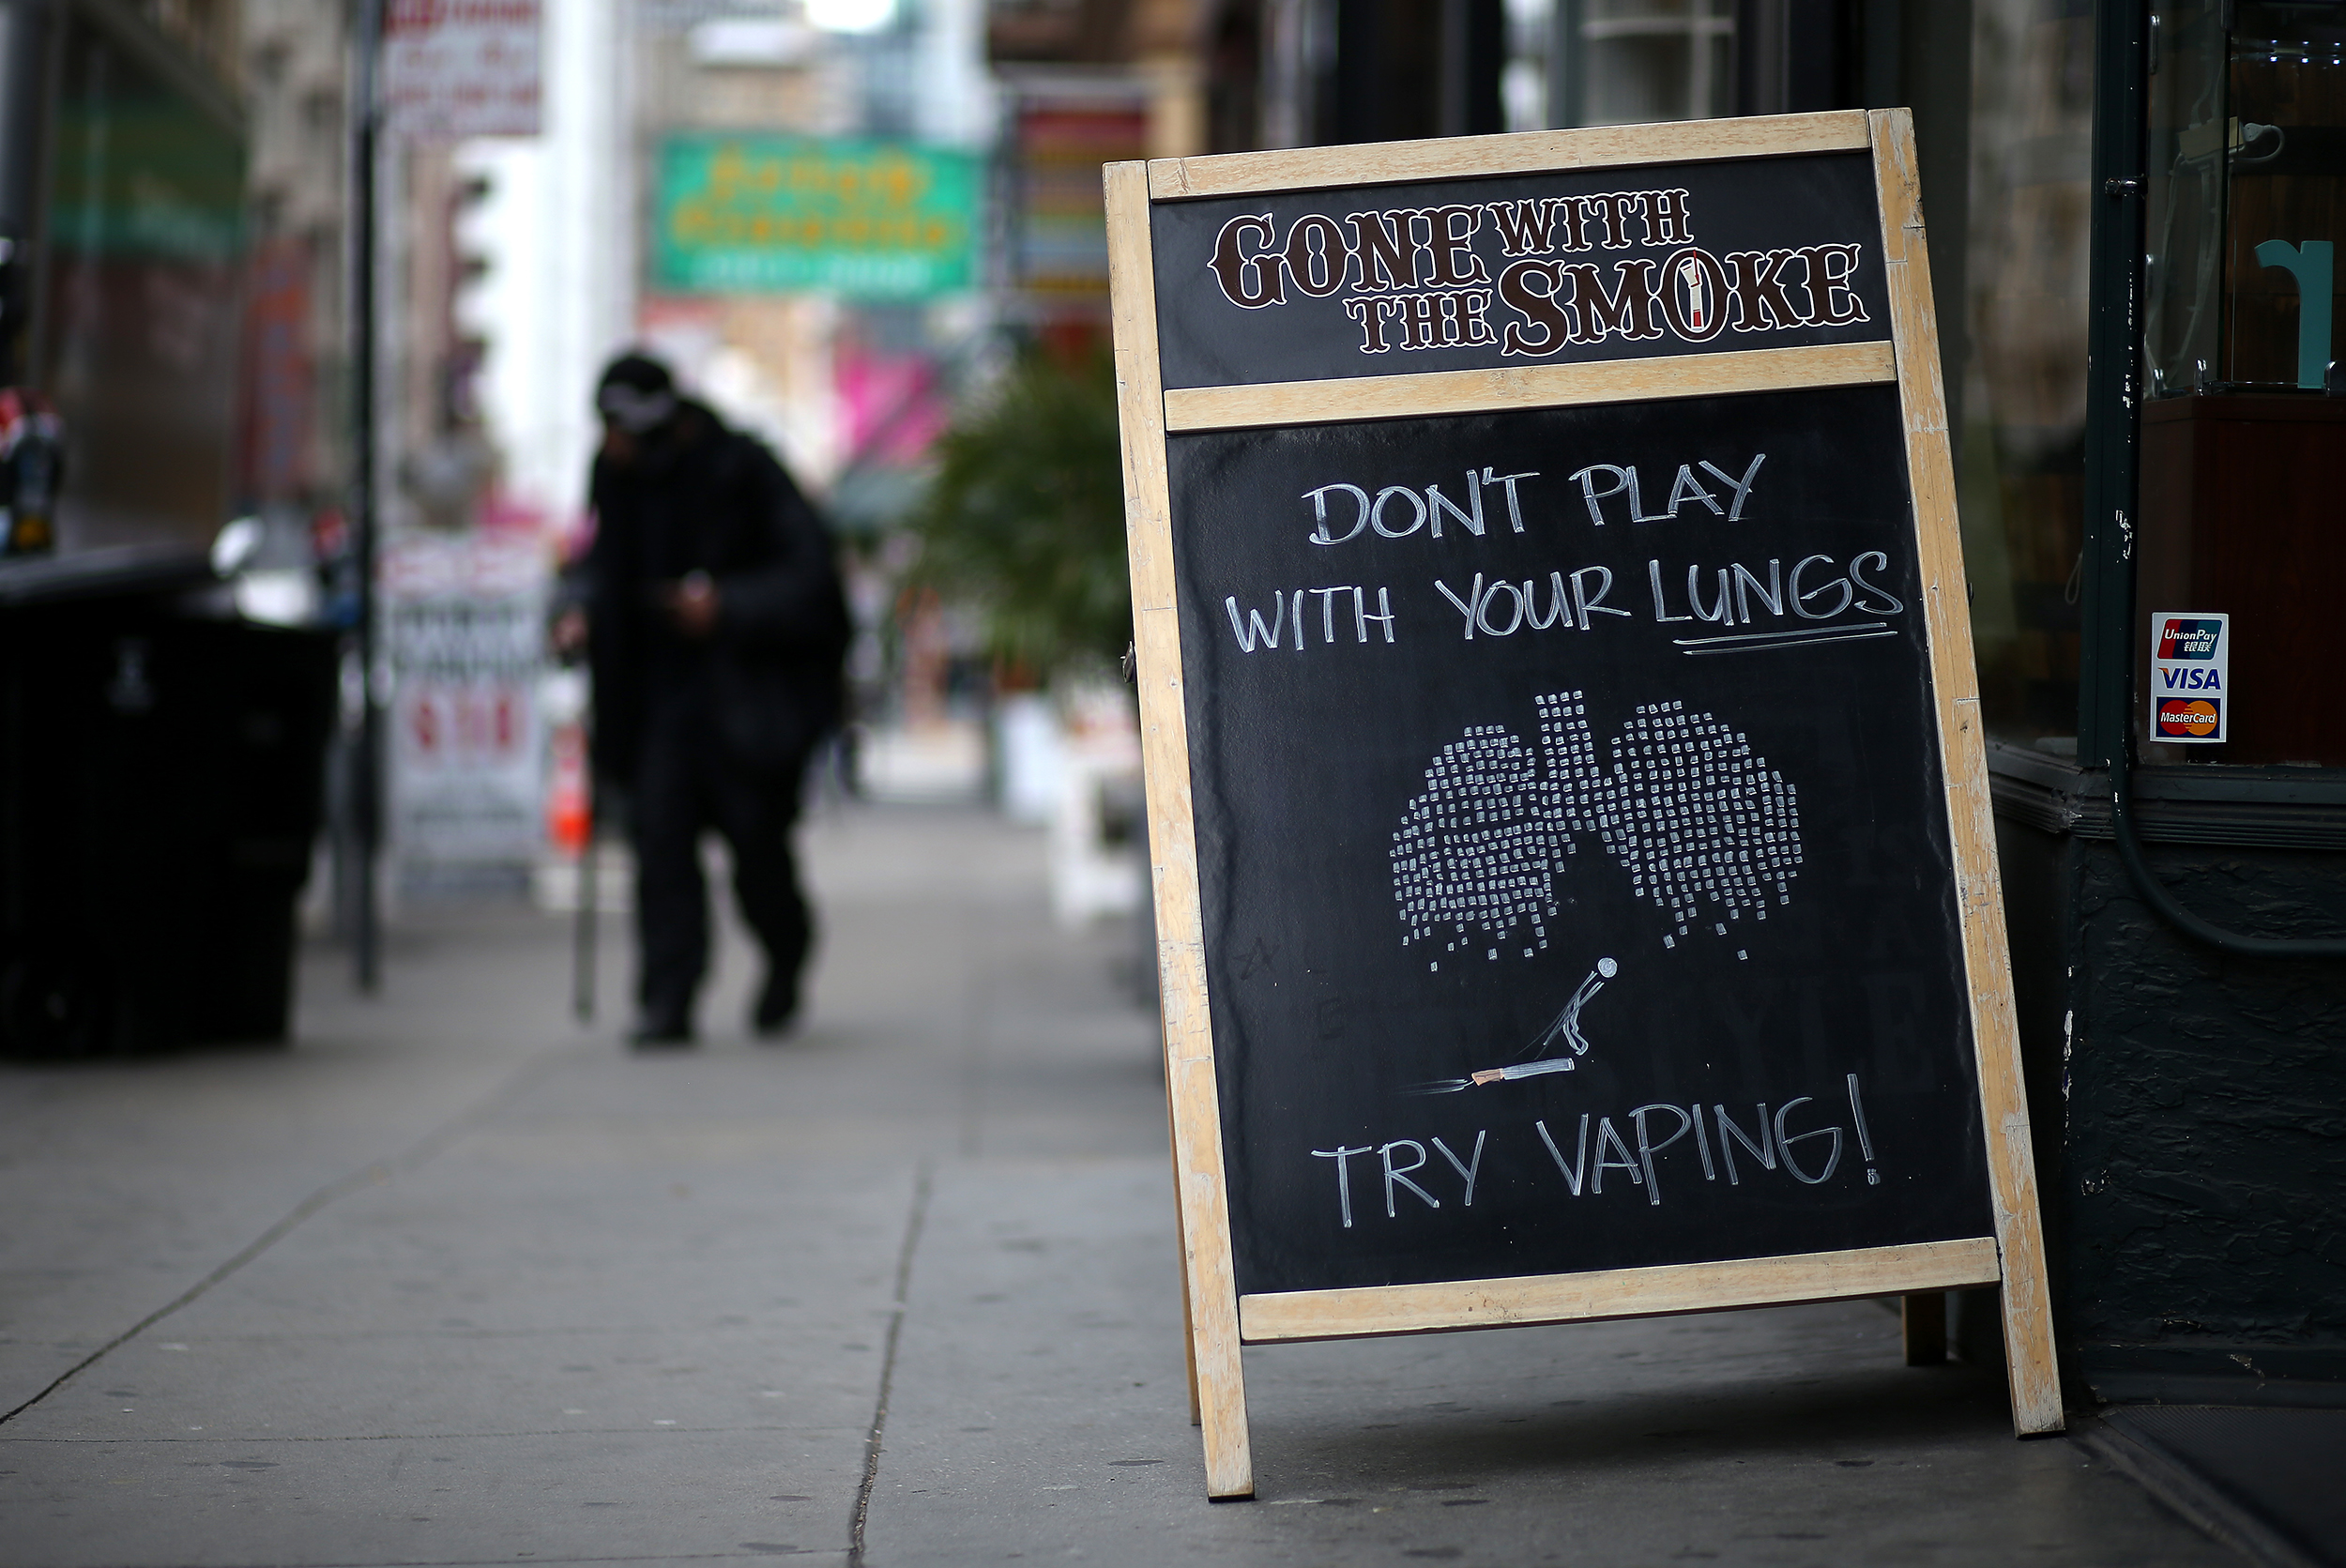 GONE WITH
THE SMOKE
DON'T PLAY
WITH YOUR LUNGS
TRY VAPING!
UnionPay
银联
VISA
MasterCard
r